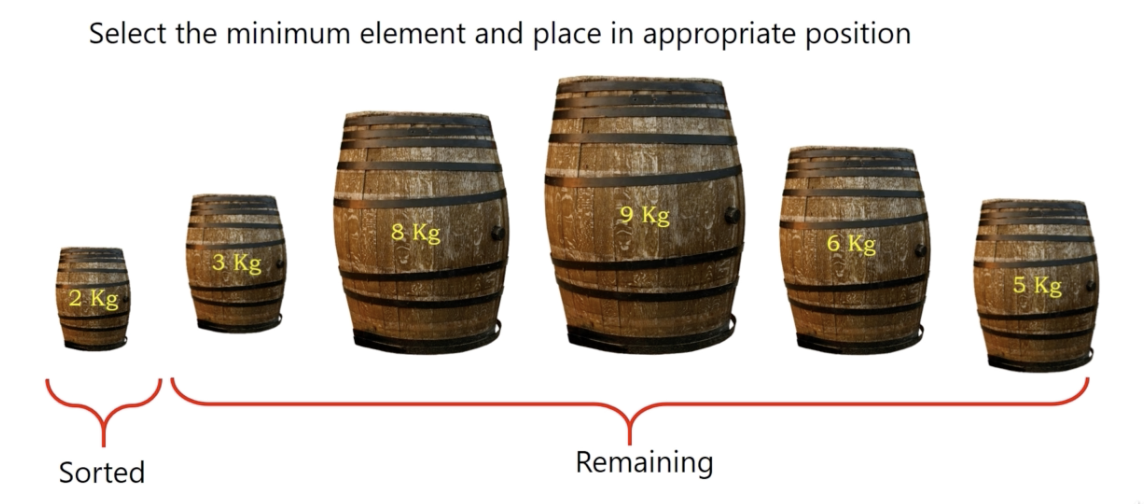 Select the minimum element and place in appropriate position
2 Kg
3 Kg
8 Kg
9 Kg
6 Kg
5 Kg
Sorted
Remaining